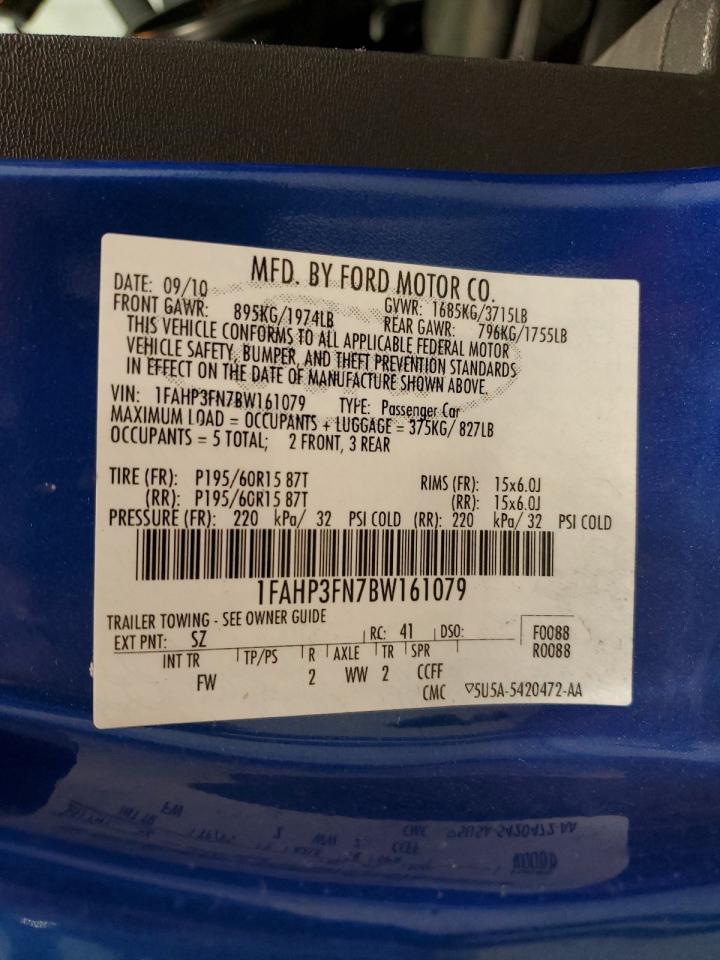 MFD. BY FORD MOTOR CO.
DATE: 09/10 GVWR: 1685KG/3715LB
FRONT GAWR: 895KG/1974LB REAR GAWR: 796KG/1755LB
THIS VEHICLE CONFORMS TO ALL APPLICABLE FEDERAL MOTOR
VEHICLE SAFETY, BUMPER, AND THEFT PREVENTION STANDARDS
IN EFFECT ON THE DATE OF MANUFACTURE SHOWN ABOVE.
VIN: 1FAHP3FN7BW161079 TYPE: Passenger Car
MAXIMUM LOAD = OCCUPANTS + LUGGAGE = 375KG/ 827LB
OCCUPANTS = 5 TOTAL; 2 FRONT, 3 REAR
TIRE (FR): P195/60R15 87T RIMS (FR): 15x6.0J
(RR): P195/60R15 87T (RR): 15x6.0J
PRESSURE (FR): 220 kPa/ 32 PSI COLD (RR): 220 kPa/ 32 PSI COLD
1FAHP3FN7BW161079
TRAILER TOWING - SEE OWNER GUIDE
EXT PNT: SZ RC: 41 DSO: F0088
R0088
INT TR TP/PS R AXLE TR SPR
FW 2 WW 2 CCFF
CMC ▽5U5A-5420472-AA